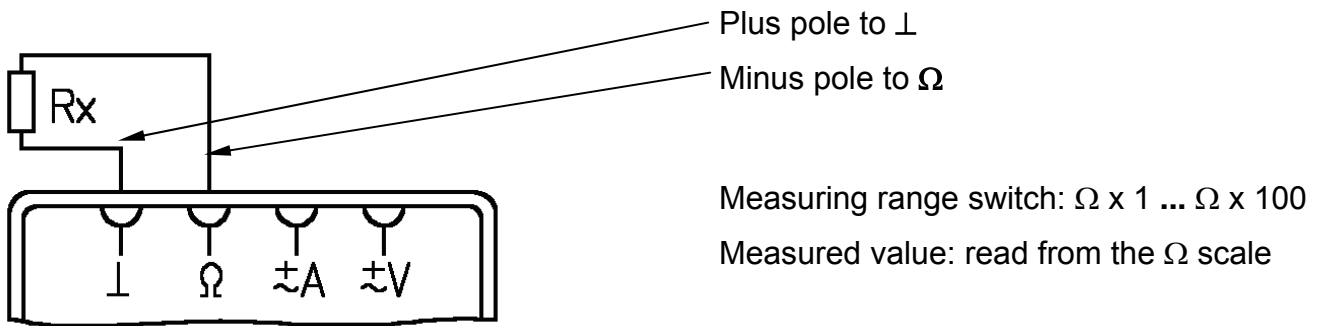 Plus pole to ⊥
Minus pole to Ω
Rx
Measuring range switch: Ω x 1 ... Ω x 100
Measured value: read from the Ω scale
⊥ Ω ±~A ±~V